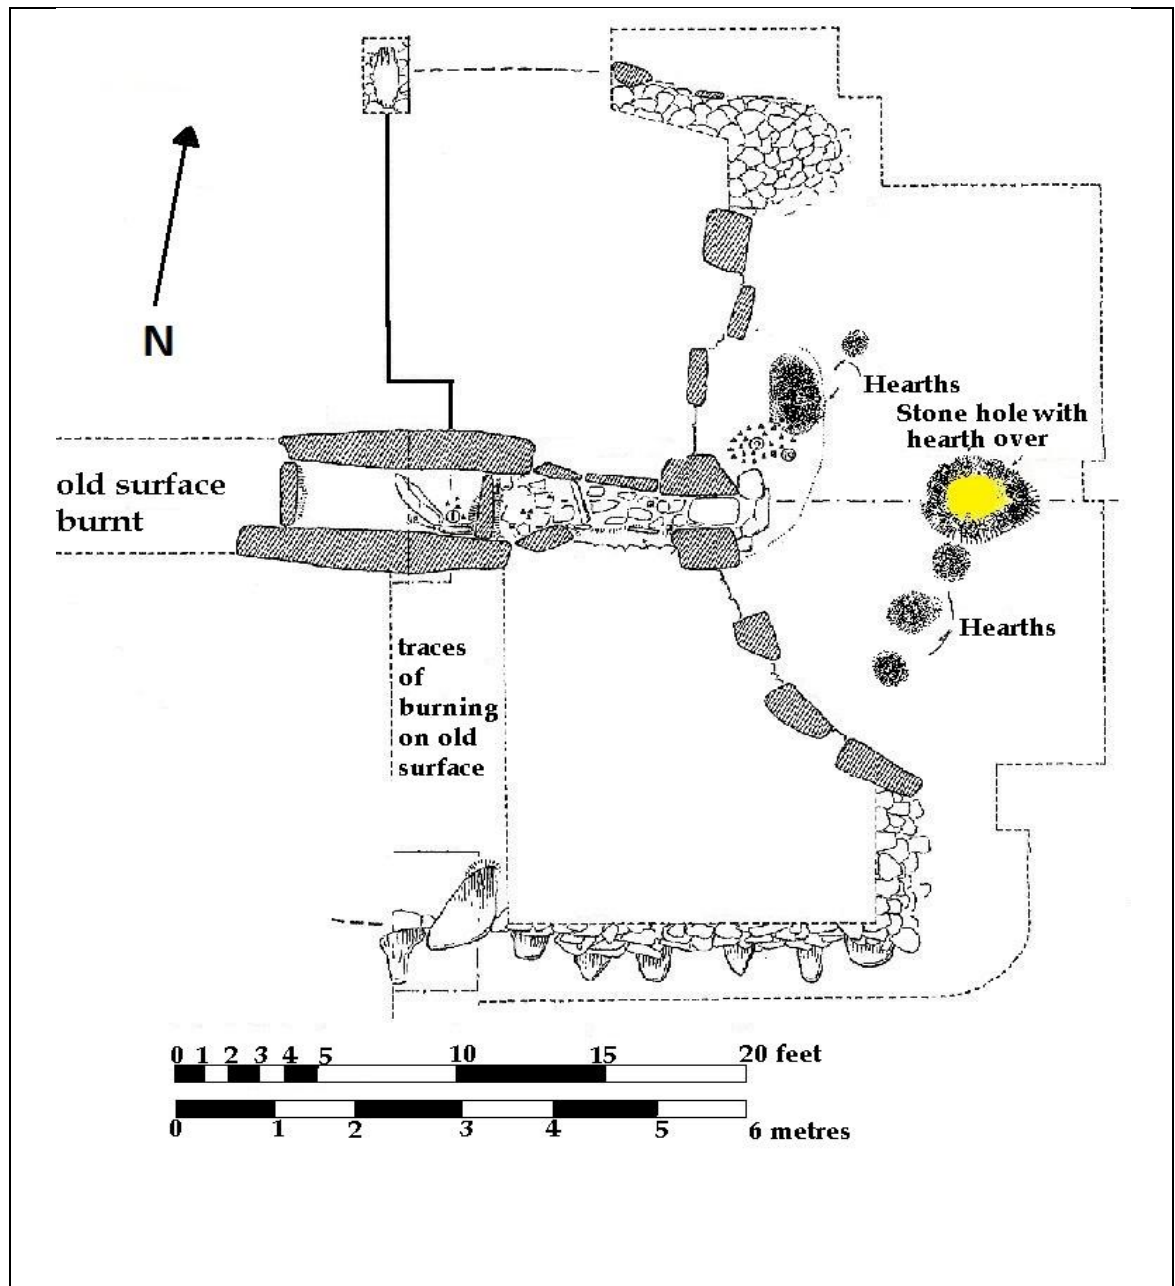 N
Hearths
Stone hole with
hearth over
old surface
burnt
Hearths
traces
of
burning
on old
surface
0 1 2 3 4 5 10 15 20 feet
0 1 2 3 4 5 6 metres